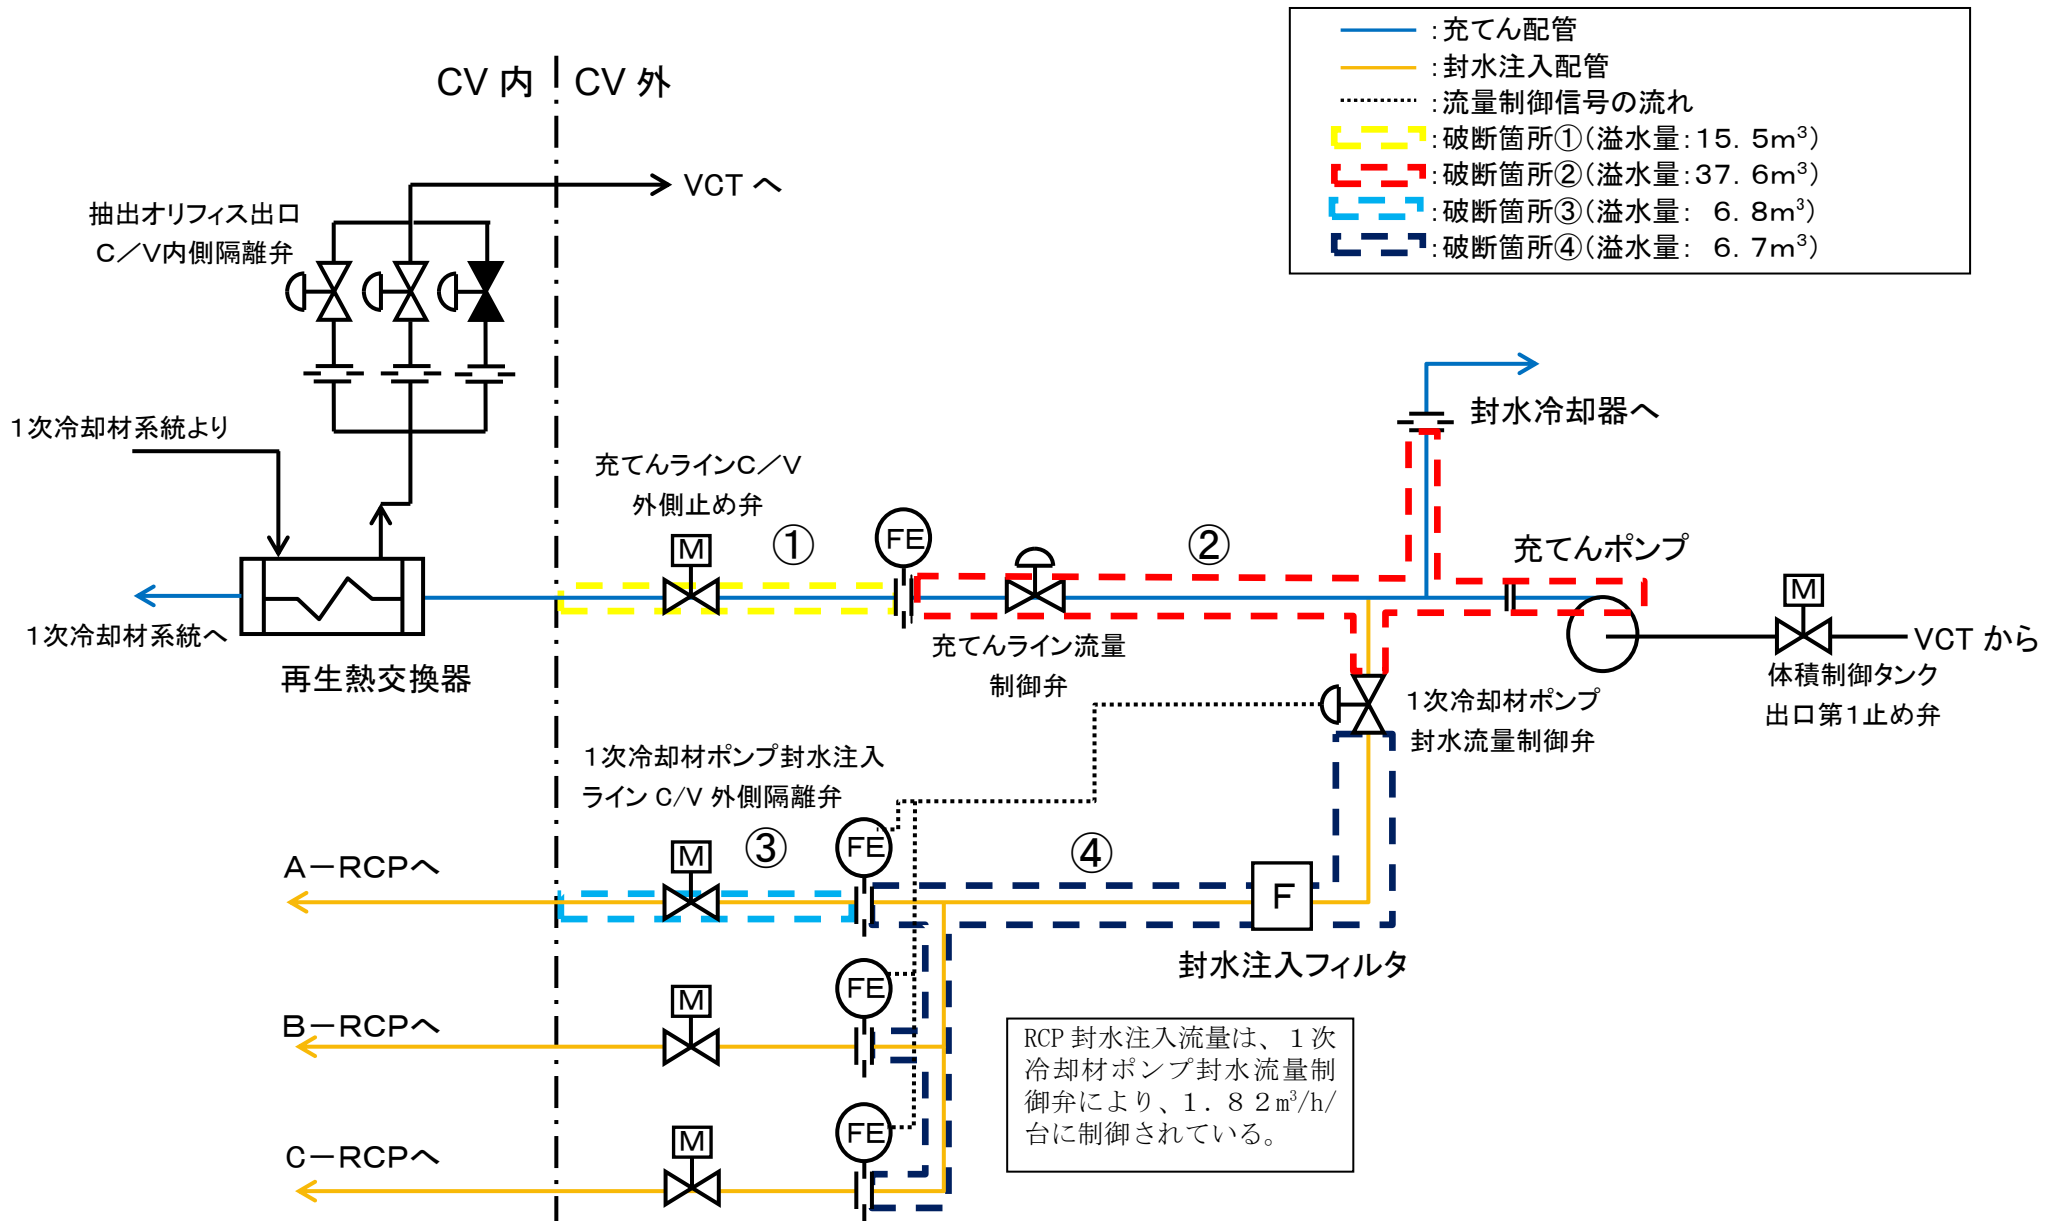 ：充てん配管
：封水注入配管
：流量制御信号の流れ
：破断箇所①（溢水量：１５．５m³）
：破断箇所②（溢水量：３７．６m³）
：破断箇所③（溢水量：　６．８m³）
：破断箇所④（溢水量：　６．７m³）
CV 内
CV 外
VCT へ
抽出オリフィス出口
Ｃ／Ｖ内側隔離弁
１次冷却材系統より
封水冷却器へ
充てんラインＣ／Ｖ
外側止め弁
M
①
FE
②
充てんポンプ
M
１次冷却材系統へ
再生熱交換器
充てんライン流量
制御弁
VCT から
体積制御タンク
出口第１止め弁
１次冷却材ポンプ
封水流量制御弁
１次冷却材ポンプ封水注入
ライン C/V 外側隔離弁
A－RCPへ
M
③
FE
④
F
封水注入フィルタ
B－RCPへ
M
FE
RCP 封水注入流量は、１次
冷却材ポンプ封水流量制
御弁により、１．８２m³/h/
台に制御されている。
C－RCPへ
M
FE